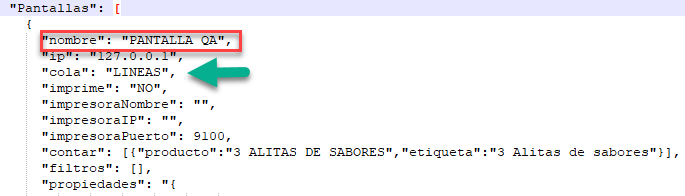 "Pantallas": [
{
"nombre": "PANTALLA QA",
"ip": "127.0.0.1",
"cola": "LINEAS",
"imprime": "NO",
"impresoraNombre": "",
"impresoraIP": "",
"impresoraPuerto": 9100,
"contar": [{"producto":"3 ALITAS DE SABORES","etiqueta":"3 Alitas de sabores"}],
"filtros": [],
"propiedades": "{